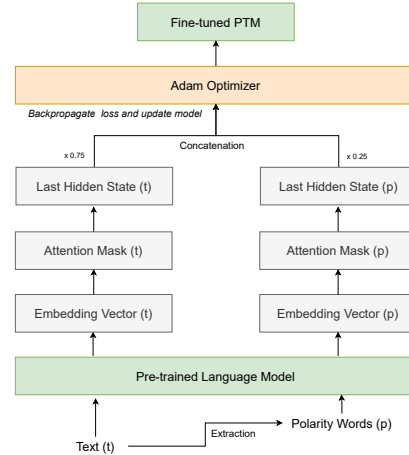 Fine-tuned PTM
Adam Optimizer
Backpropagate loss and update model
Concatenation
x 0.75
x 0.25
Last Hidden State (t)
Last Hidden State (p)
Attention Mask (t)
Attention Mask (p)
Embedding Vector (t)
Embedding Vector (p)
Pre-trained Language Model
Polarity Words (p)
Extraction
Text (t)